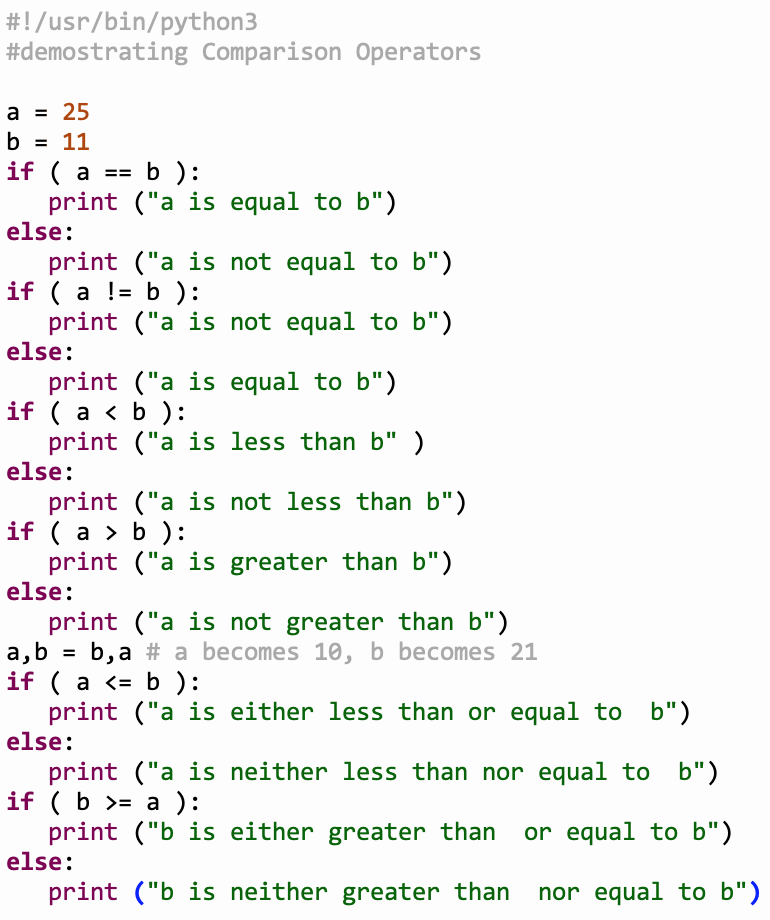 #!/usr/bin/python3
#demostrating Comparison Operators

a = 25
b = 11
if ( a == b ):
   print ("a is equal to b")
else:
   print ("a is not equal to b")
if ( a != b ):
   print ("a is not equal to b")
else:
   print ("a is equal to b")
if ( a < b ):
   print ("a is less than b" )
else:
   print ("a is not less than b")
if ( a > b ):
   print ("a is greater than b")
else:
   print ("a is not greater than b")
a,b = b,a # a becomes 10, b becomes 21
if ( a <= b ):
   print ("a is either less than or equal to  b")
else:
   print ("a is neither less than nor equal to  b")
if ( b >= a ):
   print ("b is either greater than  or equal to b")
else:
   print ("b is neither greater than  nor equal to b")